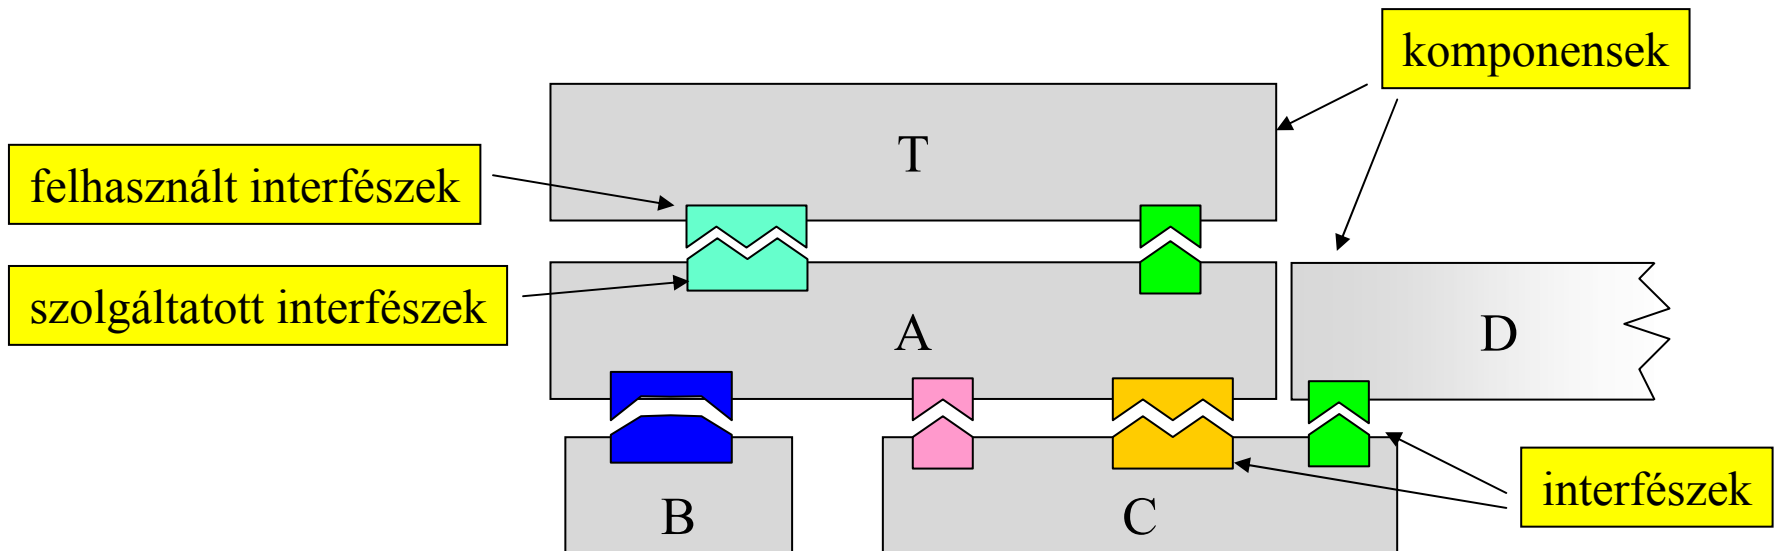 komponensek
T
felhasznált interfészek
szolgáltatott interfészek
A
D
interfészek
B
C